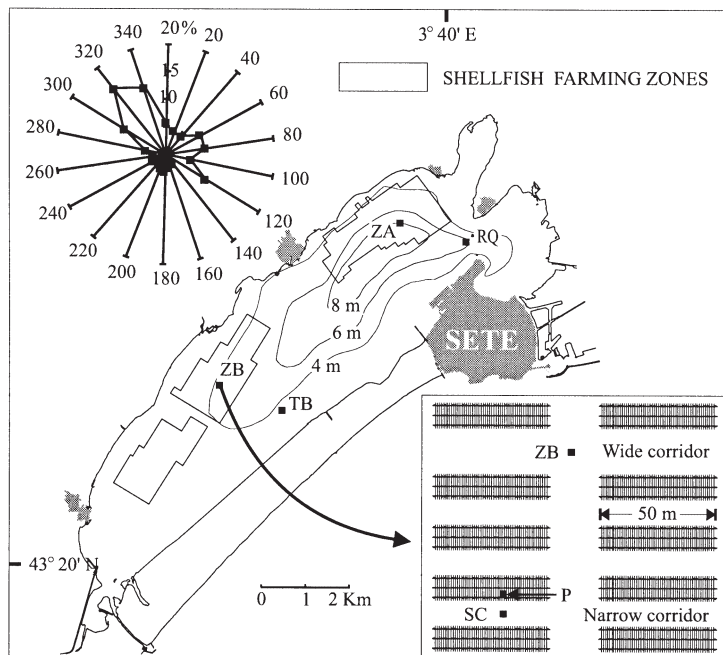 3° 40' E
20%
20
40
60
80
100
120
140
160
180
200
220
240
260
280
300
320
340
15
10
SHELLFISH FARMING ZONES
ZA
RQ
8 m
6 m
4 m
SETE
ZB
TB
ZB
Wide corridor
50 m
P
SC
Narrow corridor
43° 20' N
0 1 2 Km